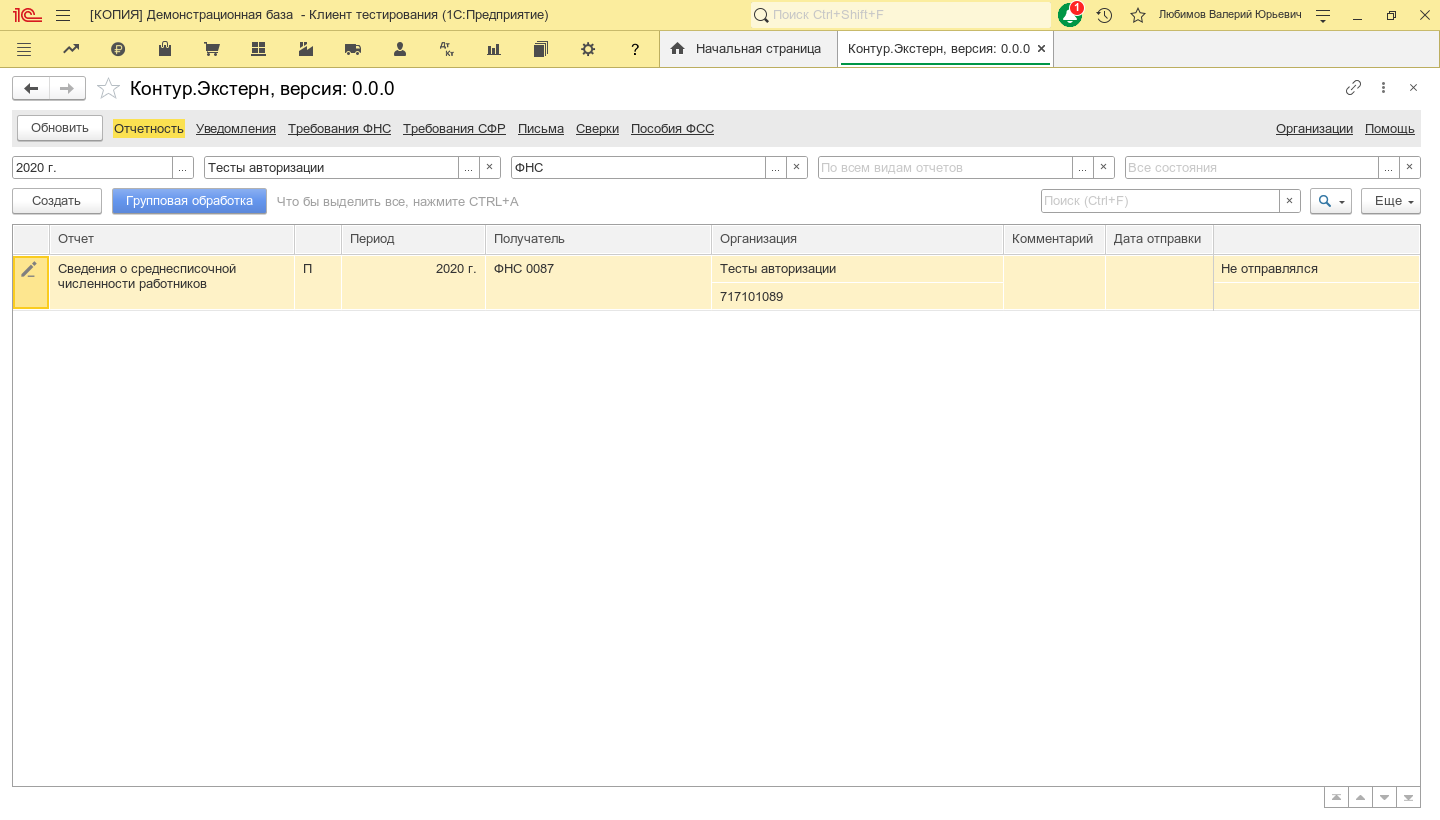 [КОПИЯ] Демонстрационная база - Клиент тестирования (1С:Предприятие)
Поиск Ctrl+Shift+F
1
Любимов Валерий Юрьевич
Дт
Кт
?
Начальная страница
Контур.Экстерн, версия: 0.0.0
Контур.Экстерн, версия: 0.0.0
Обновить
Отчетность
Уведомления
Требования ФНС
Требования СФР
Письма
Сверки
Пособия ФСС
Организации
Помощь
2020 г.
...
Тесты авторизации
...
ФНС
...
По всем видам отчетов
...
Все состояния
...
Создать
Групповая обработка
Что бы выделить все, нажмите CTRL+A
Поиск (Ctrl+F)
Еще
Отчет
Период
Получатель
Организация
Комментарий
Дата отправки
Сведения о среднесписочной
численности работников
П
2020 г.
ФНС 0087
Тесты авторизации
717101089
Не отправлялся